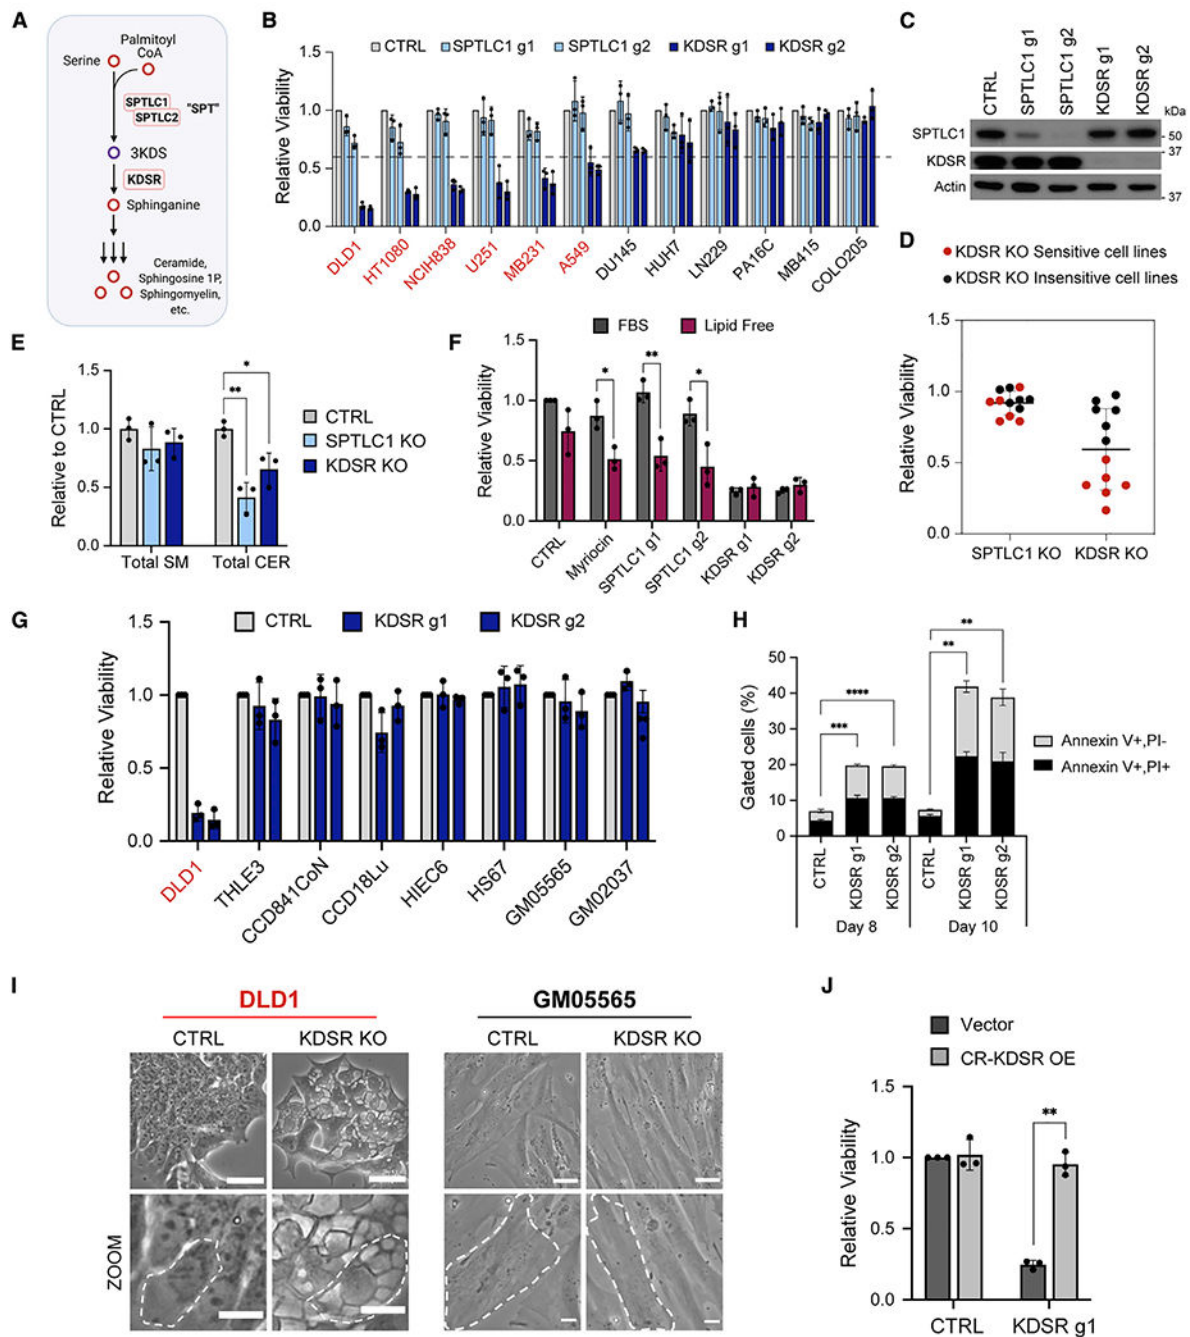 A
Palmitoyl
CoA
Serine
SPTLC1
SPTLC2
"SPT"
3KDS
KDSR
Sphinganine
Ceramide,
Sphingosine 1P,
Sphingomyelin,
etc.
B
CTRL SPTLC1 g1 SPTLC1 g2 KDSR g1 KDSR g2
Relative Viability
1.5
1.0
0.5
0.0
DLD1 HT1080 NCIH838 U251 MB231 A549 DU145 HUH7 LN229 PA16C MB415 COLO205
C
CTRL SPTLC1 g1 SPTLC1 g2 KDSR g1 KDSR g2
kDa
SPTLC1
50
37
KDSR
Actin
37
D
KDSR KO Sensitive cell lines
KDSR KO Insensitive cell lines
Relative Viability
1.5
1.0
0.5
0.0
SPTLC1 KO KDSR KO
E
Relative to CTRL
1.5
1.0
0.5
0.0
*
**
CTRL
SPTLC1 KO
KDSR KO
Total SM Total CER
F
FBS Lipid Free
Relative Viability
1.5
1.0
0.5
0.0
* ** *
CTRL Myriocin SPTLC1 g1 SPTLC1 g2 KDSR g1 KDSR g2
G
CTRL KDSR g1 KDSR g2
Relative Viability
1.5
1.0
0.5
0.0
DLD1 THLE3 CCD841CoN CCD18Lu HIEC6 HS67 GM05565 GM02037
H
Gated cells (%)
50
40
30
20
10
0
****
***
**
**
Annexin V+,PI-
Annexin V+,PI+
CTRL KDSR g1 KDSR g2 CTRL KDSR g1 KDSR g2
Day 8 Day 10
I
DLD1 GM05565
CTRL KDSR KO CTRL KDSR KO
ZOOM
J
Vector
CR-KDSR OE
Relative Viability
1.5
1.0
0.5
0.0
**
CTRL KDSR g1